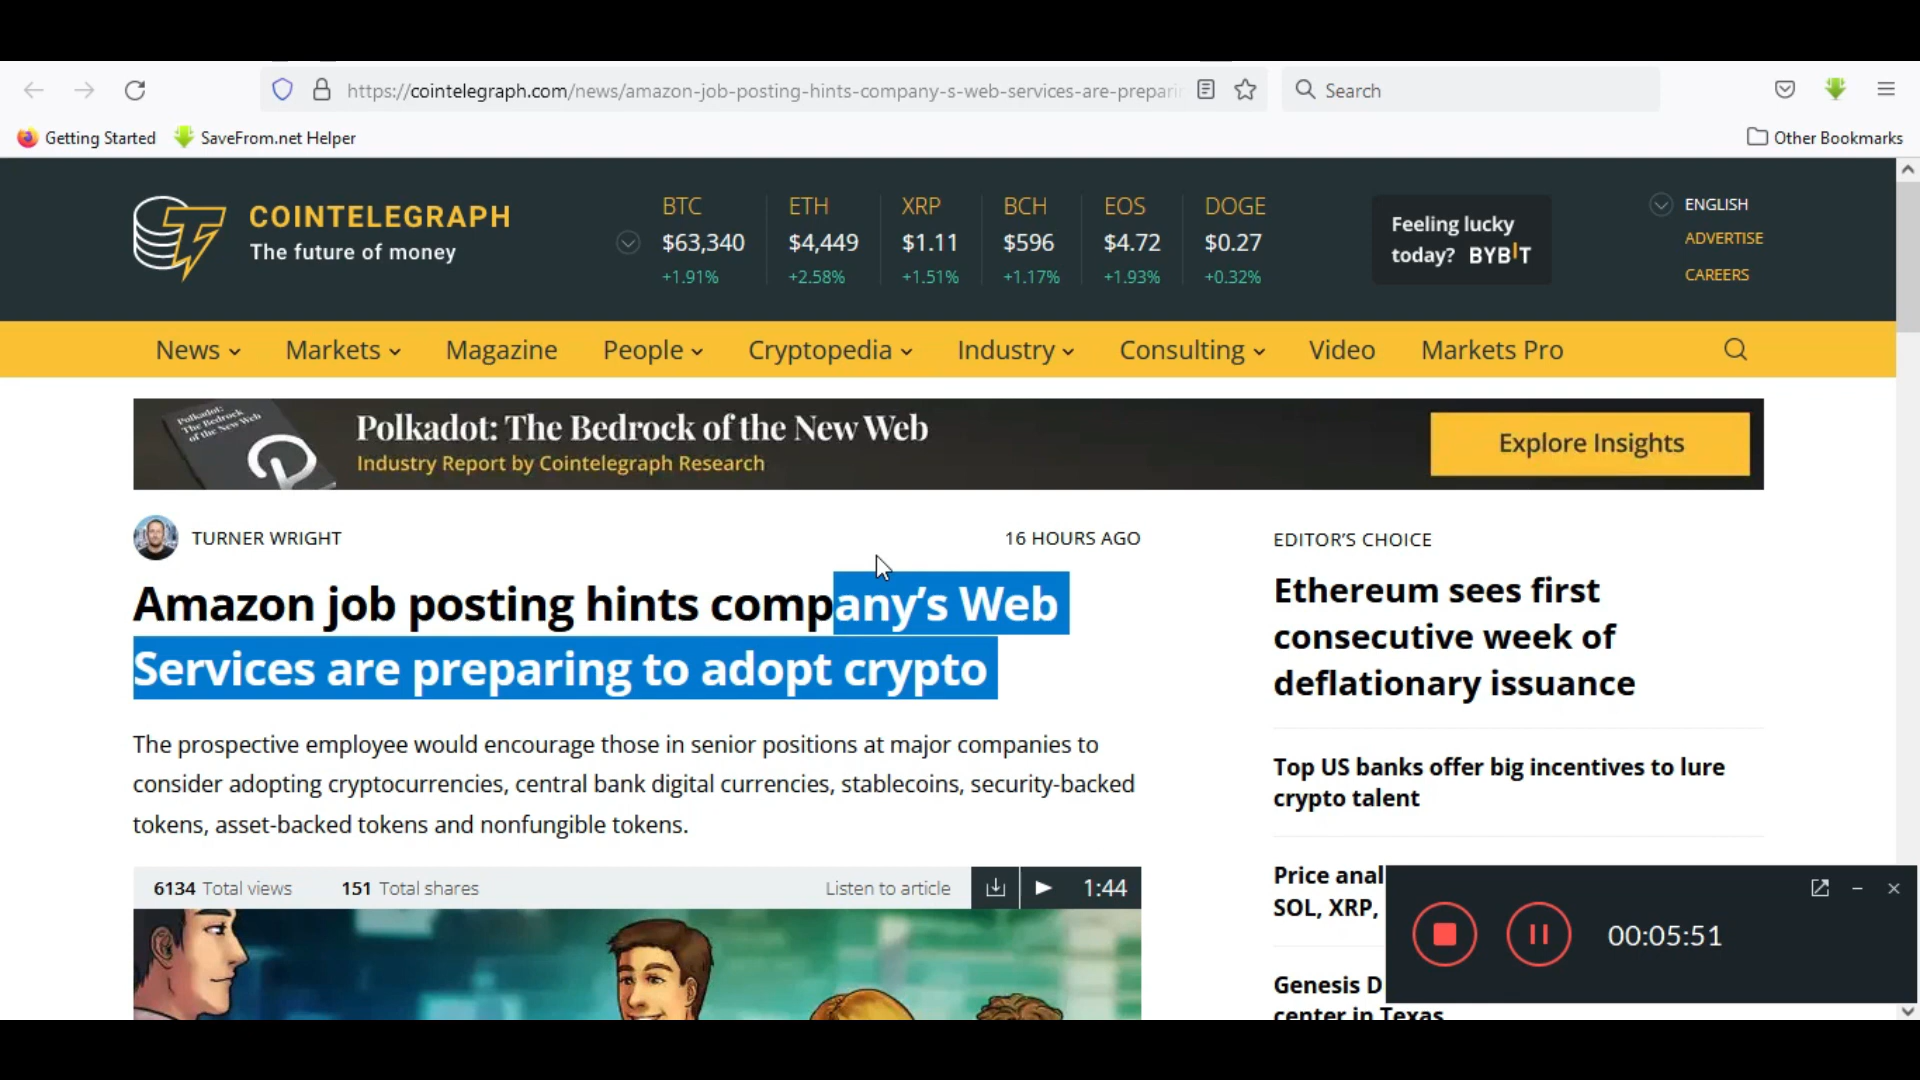 https://cointelegraph.com/news/amazon-job-posting-hints-company-s-web-services-are-prepari
Search
Getting Started
SaveFrom.net Helper
Other Bookmarks
COINTELEGRAPH
The future of money
BTC ETH XRP BCH EOS DOGE
$63,340 $4,449 $1.11 $596 $4.72 $0.27
+1.91% +2.58% +1.51% +1.17% +1.93% +0.32%
Feeling lucky
today? BYBIT
ENGLISH
ADVERTISE
CAREERS
News Markets Magazine People Cryptopedia Industry Consulting Video Markets Pro
Polkadot:
The Bedrock
of the New Web
Polkadot: The Bedrock of the New Web
Industry Report by Cointelegraph Research
Explore Insights
TURNER WRIGHT
16 HOURS AGO
Amazon job posting hints company’s Web
Services are preparing to adopt crypto
The prospective employee would encourage those in senior positions at major companies to
consider adopting cryptocurrencies, central bank digital currencies, stablecoins, security-backed
tokens, asset-backed tokens and nonfungible tokens.
6134 Total views 151 Total shares
Listen to article
1:44
EDITOR’S CHOICE
Ethereum sees first
consecutive week of
deflationary issuance
Top US banks offer big incentives to lure
crypto talent
Price anal
SOL, XRP,
Genesis D
center in Texas
00:05:51